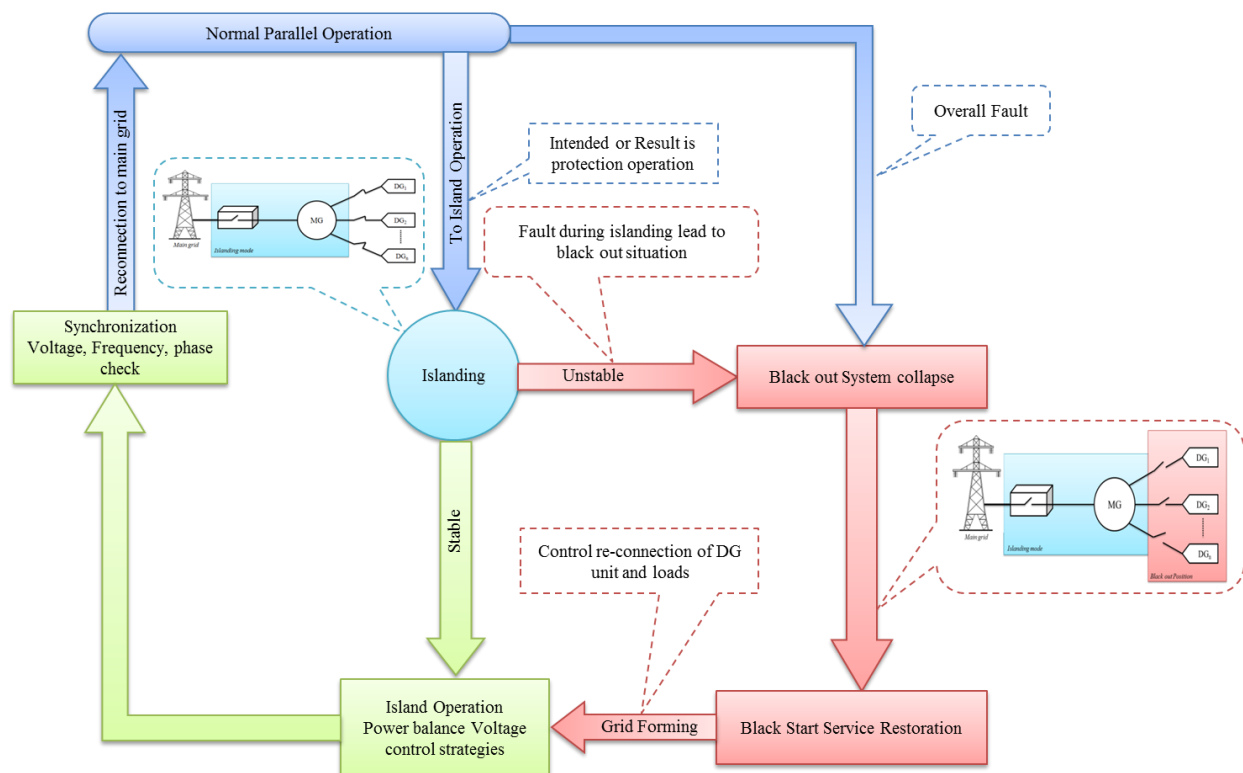 Normal Parallel Operation
Reconnection to main grid
To Island Operation
Intended or Result is
protection operation
Overall Fault
Main grid
Islanding mode
MG
DG1
DG2
DGn
Fault during islanding lead to
black out situation
Synchronization
Voltage, Frequency, phase
check
Islanding
Unstable
Black out System collapse
Stable
Main grid
Islanding mode
MG
DG1
DG2
DGn
Black out Position
Control re-connection of DG
unit and loads
Island Operation
Power balance Voltage
control strategies
Grid Forming
Black Start Service Restoration